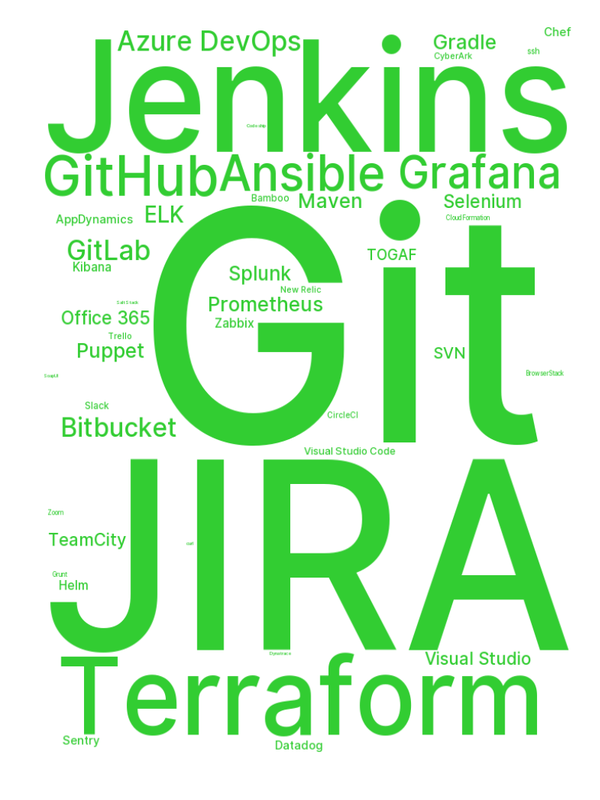 Chef
Azure DevOps
Gradle
ssh
CyberArk
Jenkins
GitHub
Ansible
Grafana
Bamboo
Maven
Selenium
AppDynamics
ELK
Cloud Formation
GitLab
TOGAF
Kibana
Splunk
New Relic
Prometheus
Office 365
Zabbix
Trello
Puppet
SVN
BrowserStack
Git
Slack
CircleCI
Bitbucket
Visual Studio Code
Zoom
TeamCity
Grunt
Helm
JIRA
Visual Studio
Terraform
Sentry
Datadog